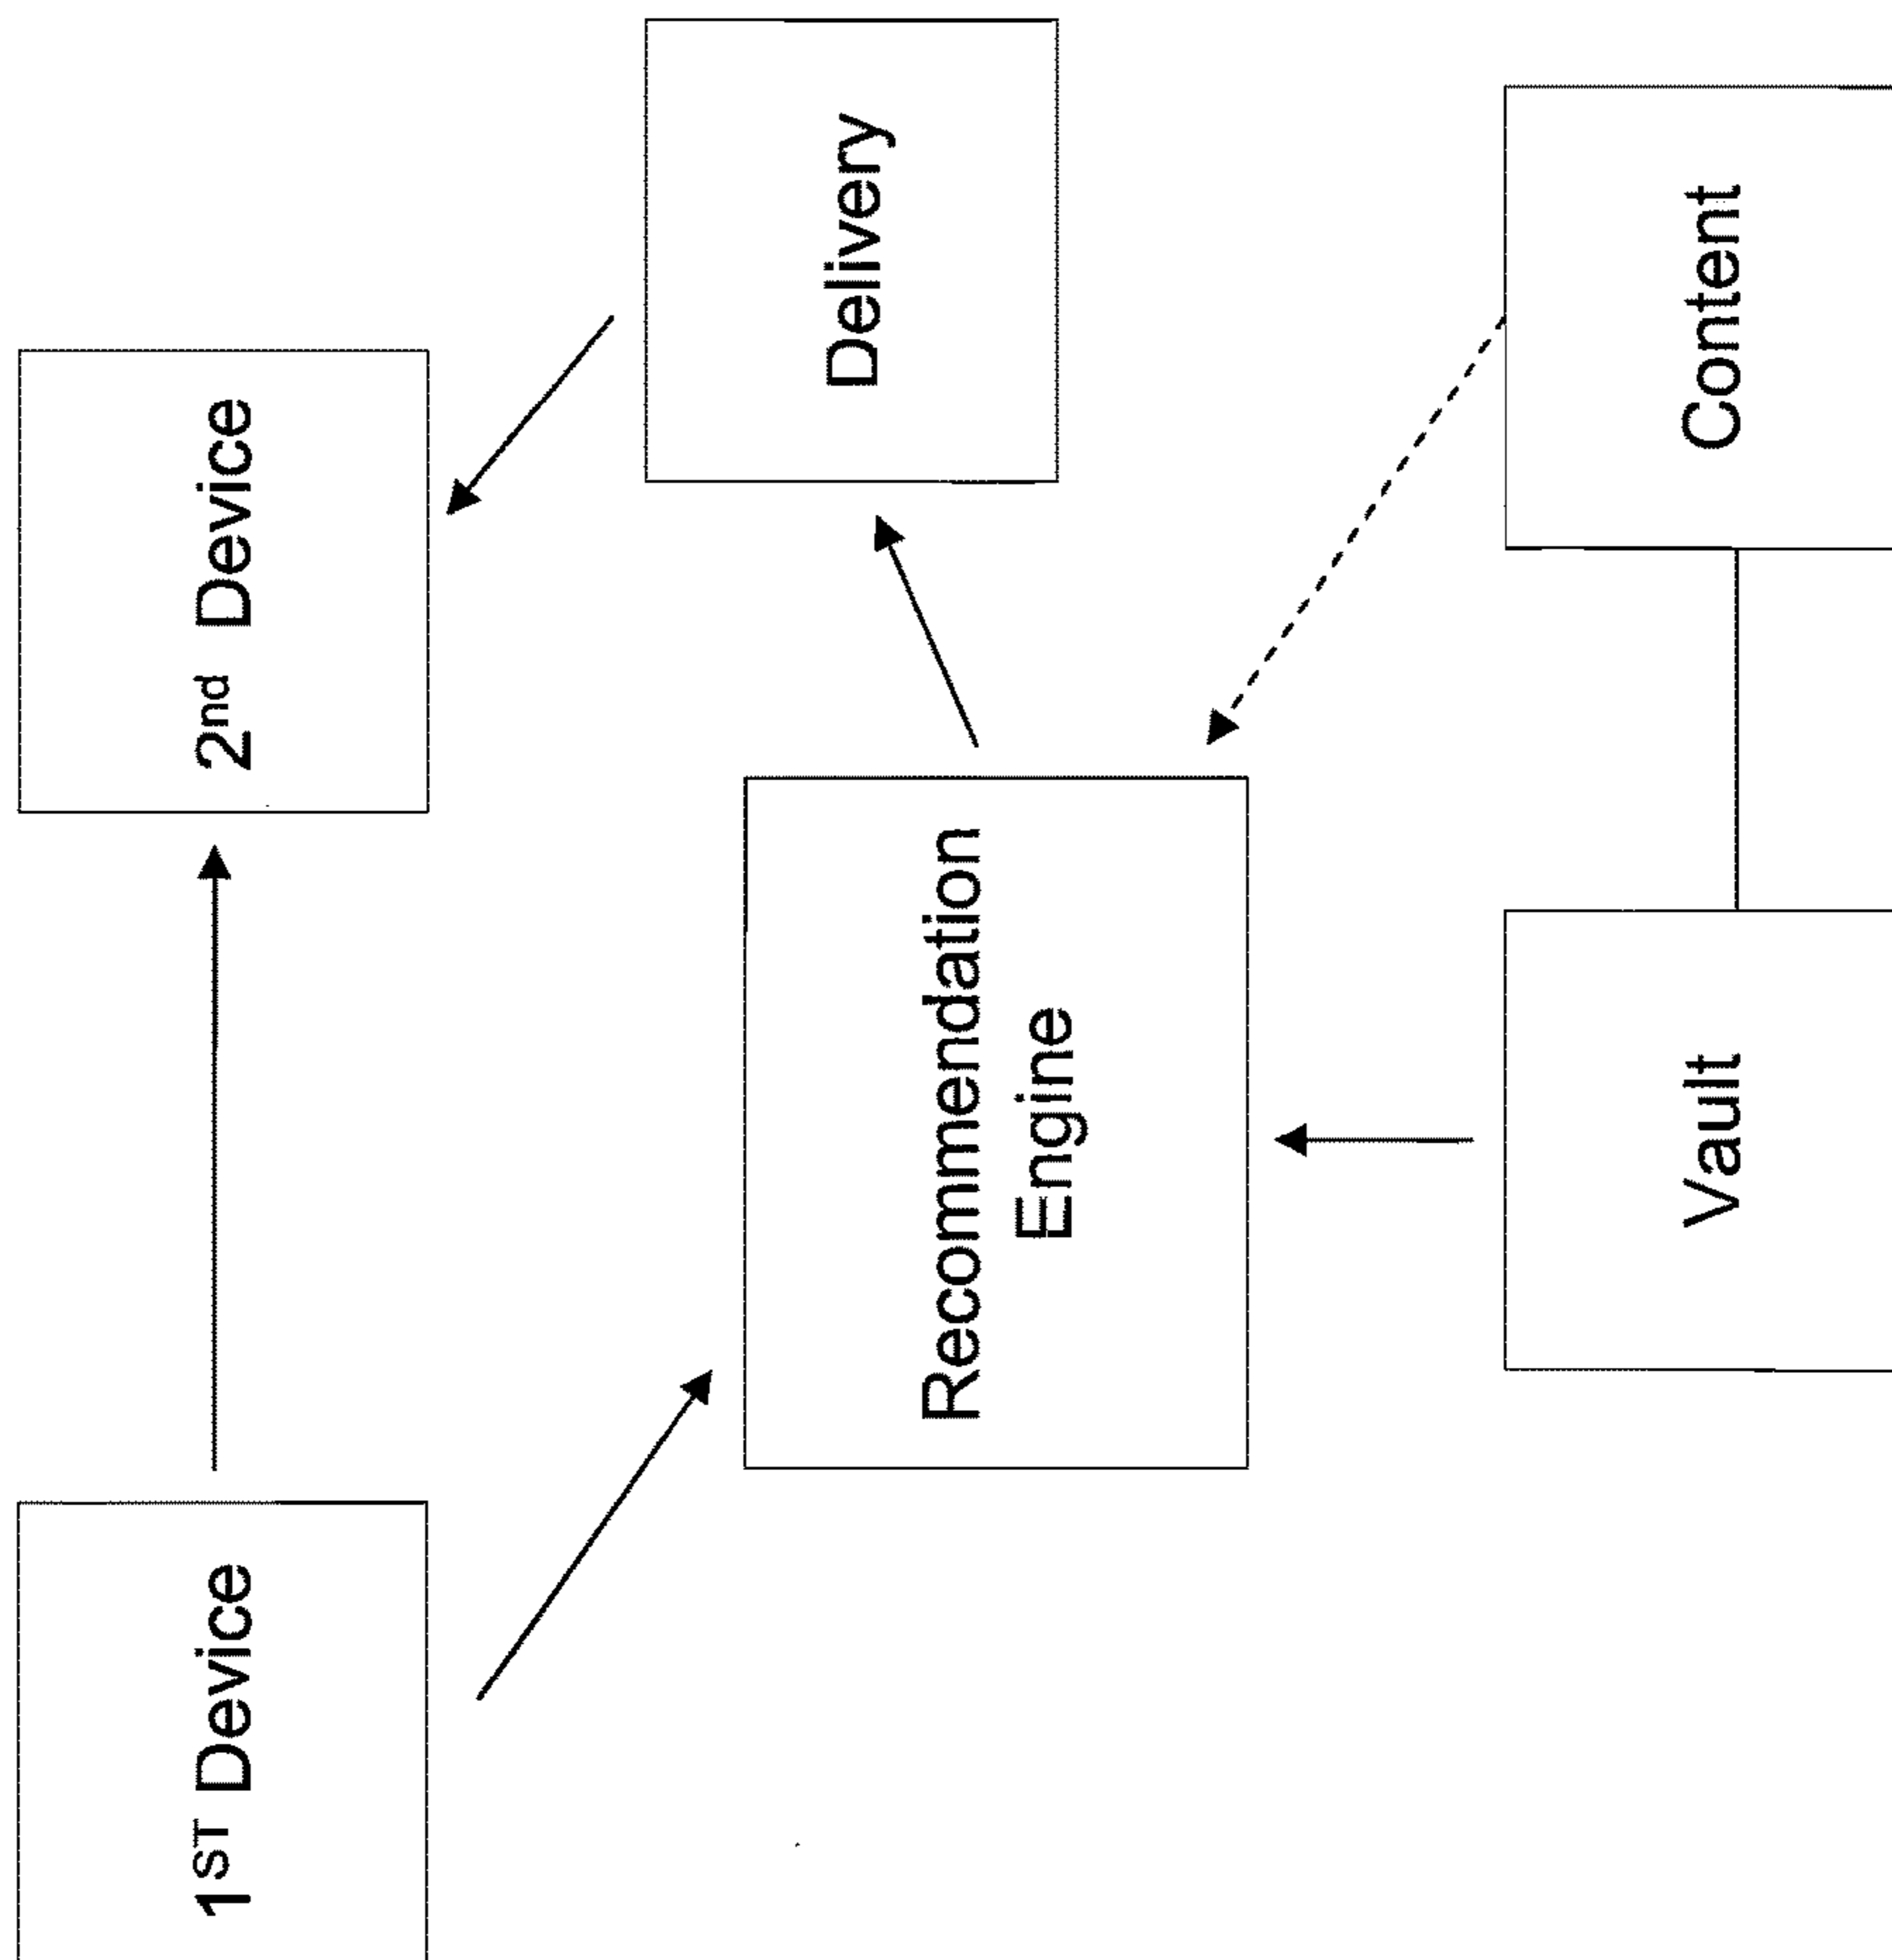 1ST Device
2nd Device
Recommendation
Engine
Delivery
Vault
Content